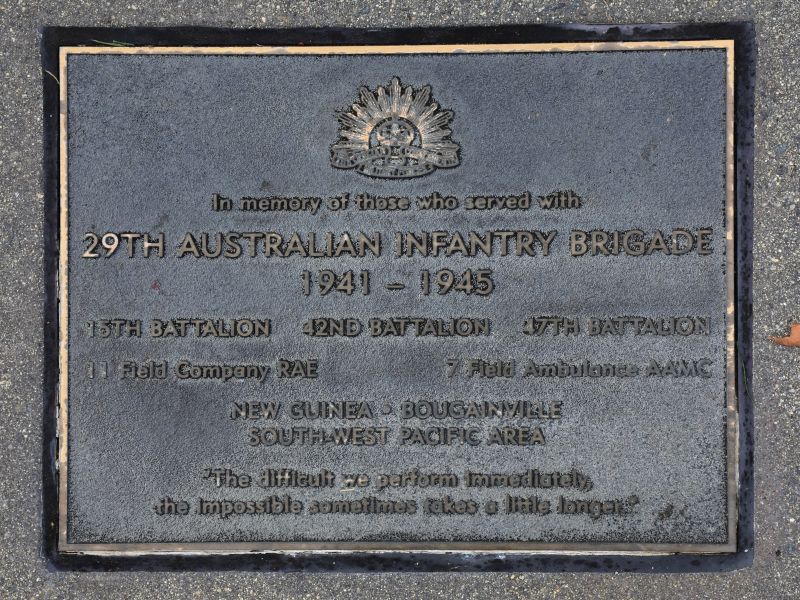 In memory of those who served with
29TH AUSTRALIAN INFANTRY BRIGADE
1941 – 1945
15TH BATTALION 42ND BATTALION 47TH BATTALION
11 Field Company RAE 7 Field Ambulance AAMC
NEW GUINEA • BOUGAINVILLE
SOUTH-WEST PACIFIC AREA
"The difficult we perform immediately,
the impossible sometimes takes a little longer."